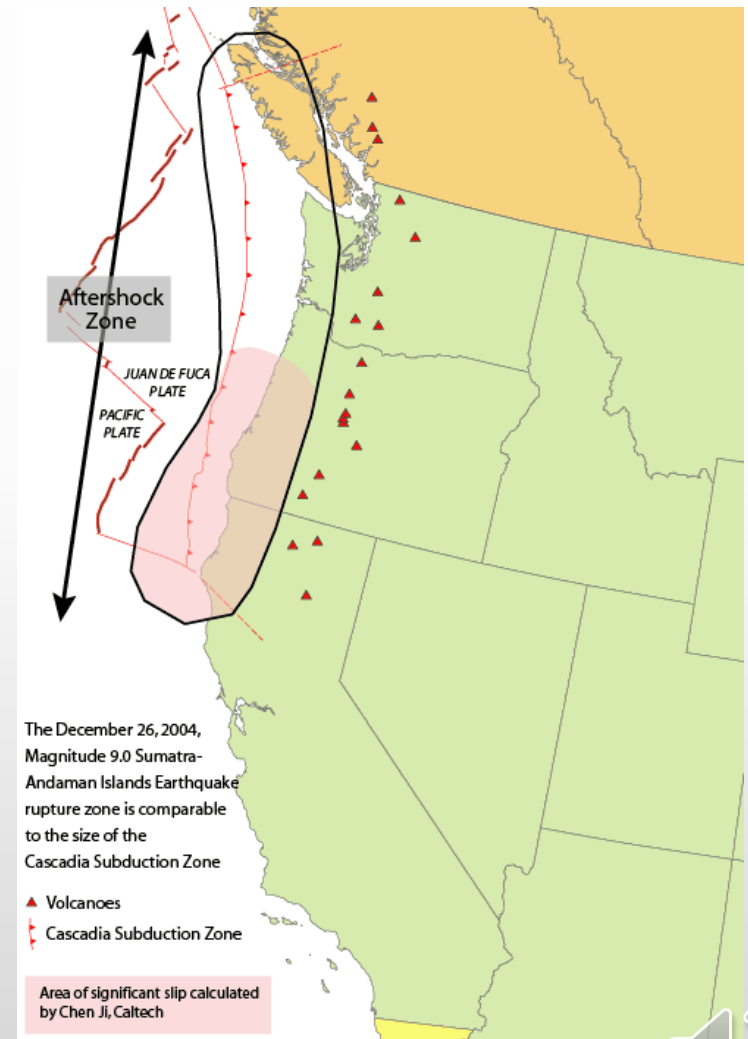 Aftershock
Zone
JUAN DE FUCA
PLATE
PACIFIC
PLATE
The December 26, 2004,
Magnitude 9.0 Sumatra-
Andaman Islands Earthquake
rupture zone is comparable
to the size of the
Cascadia Subduction Zone
Volcanoes
Cascadia Subduction Zone
Area of significant slip calculated
by Chen Ji, Caltech